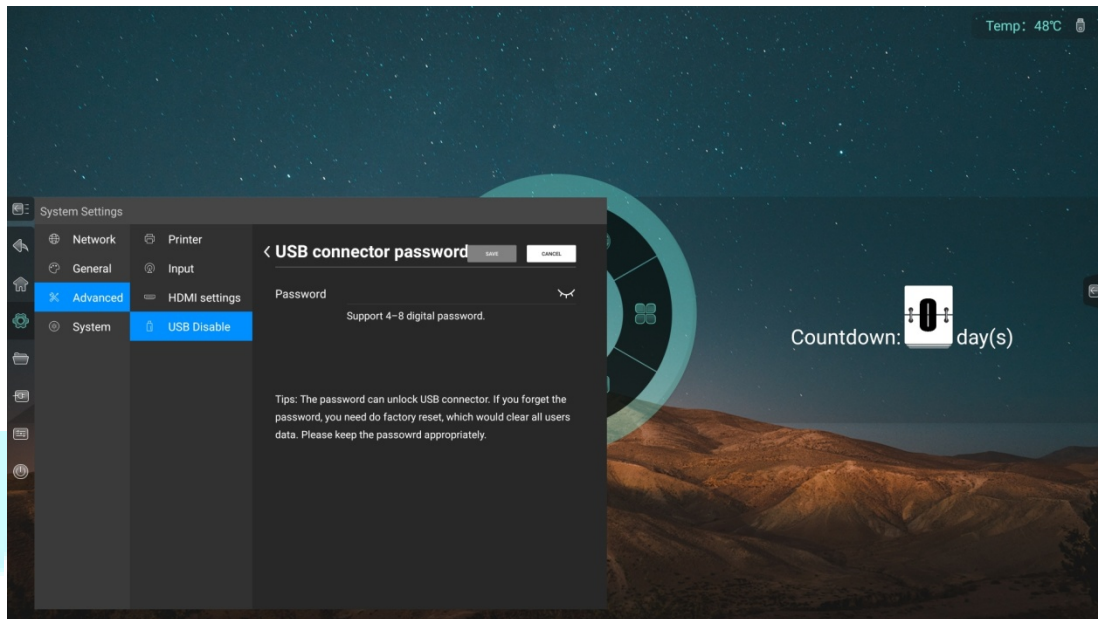 Temp: 48℃
System Settings
Network
General
Advanced
System
Printer
Input
HDMI settings
USB Disable
< USB connector password
SAVE
CANCEL
Password
Support 4-8 digital password.
Tips: The password can unlock USB connector. If you forget the
password, you need do factory reset, which would clear all users
data. Please keep the passowrd appropriately.
Countdown: 0 day(s)